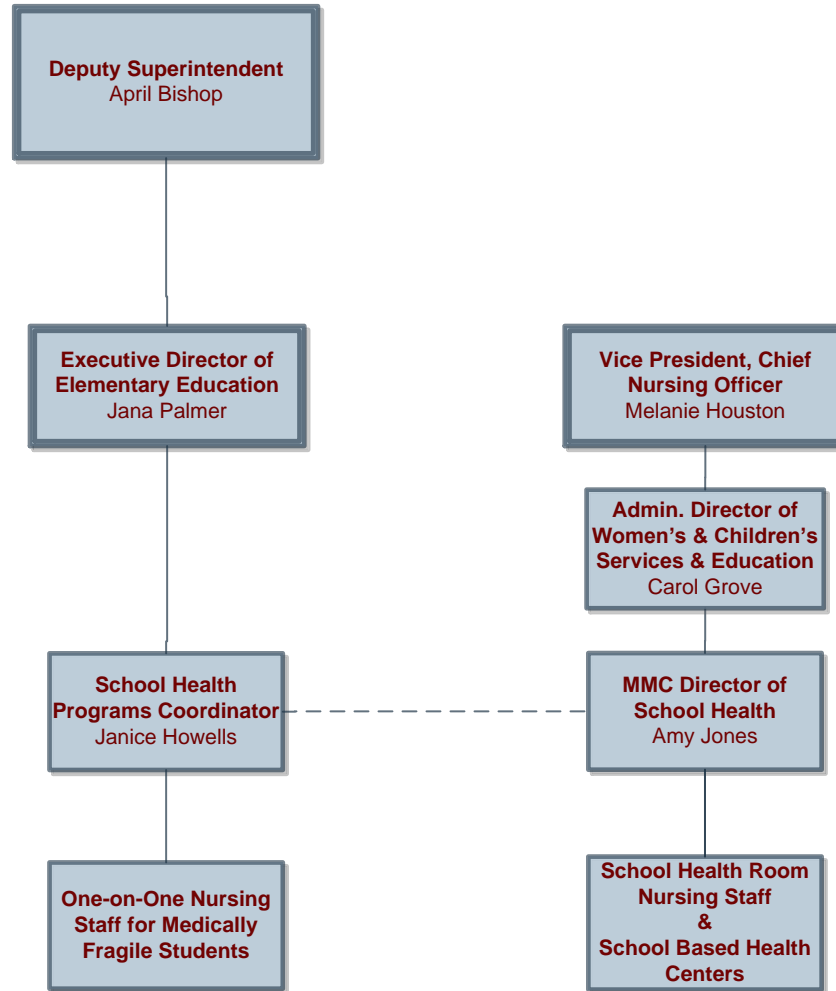 Deputy Superintendent
April Bishop
Executive Director of
Elementary Education
Jana Palmer
Vice President, Chief
Nursing Officer
Melanie Houston
Admin. Director of
Women’s & Children’s
Services & Education
Carol Grove
School Health
Programs Coordinator
Janice Howells
MMC Director of
School Health
Amy Jones
One-on-One Nursing
Staff for Medically
Fragile Students
School Health Room
Nursing Staff
&
School Based Health
Centers